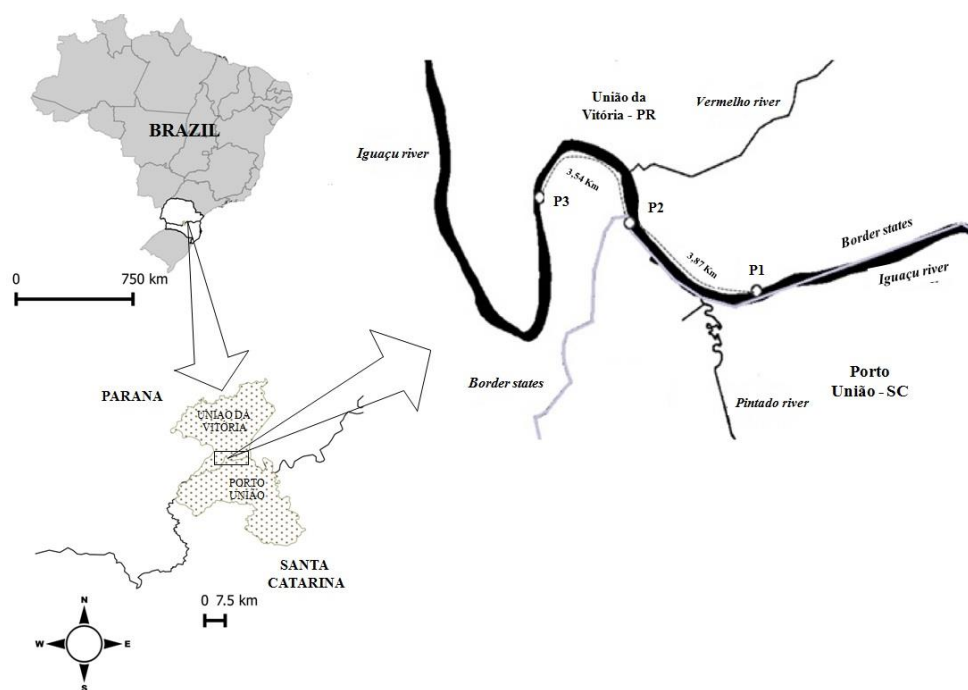 BRAZIL
0 750 km
PARANA
UNIAO DA
VITÓRIA
PORTO
UNIÃO
SANTA
CATARINA
0 7.5 km
N
W E
S
União da
Vitória - PR
Vermelho river
Iguaçu river
3,54 Km
P3
P2
3,87 Km
P1
Border states
Iguaçu river
Border states
Pintado river
Porto
União - SC